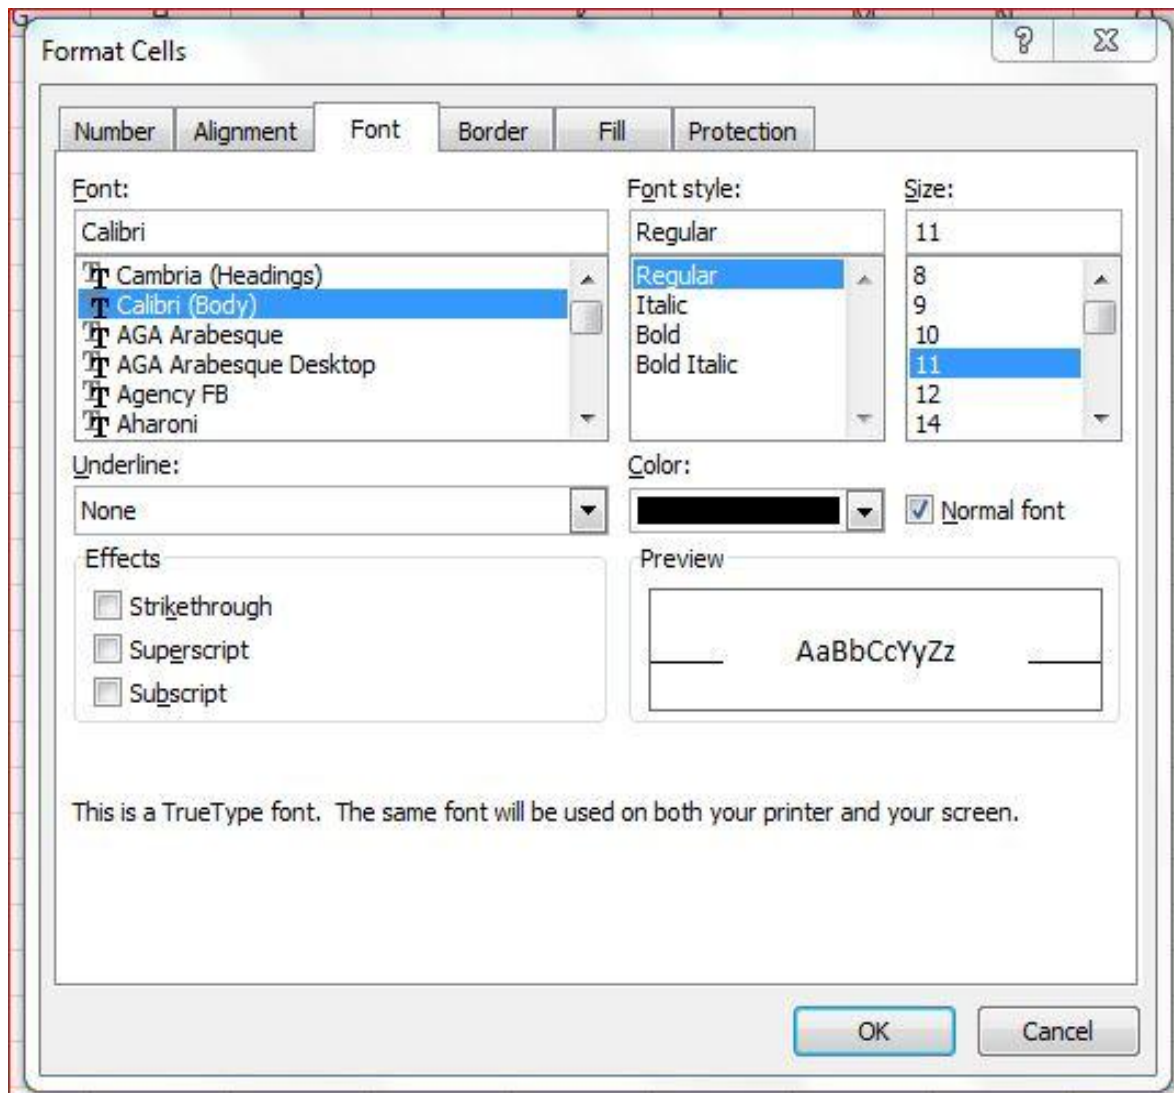 Format Cells
Number Alignment Font Border Fill Protection
Font: Font style: Size:
Calibri Regular 11
Cambria (Headings) Regular 8
Calibri (Body) Italic 9
AGA Arabesque Bold 10
AGA Arabesque Desktop Bold Italic 11
Agency FB 12
Aharoni 14
Underline: Color:
None Normal font
Effects Preview
Strikethrough
Superscript AaBbCcYyZz
Subscript
This is a TrueType font. The same font will be used on both your printer and your screen.
OK Cancel